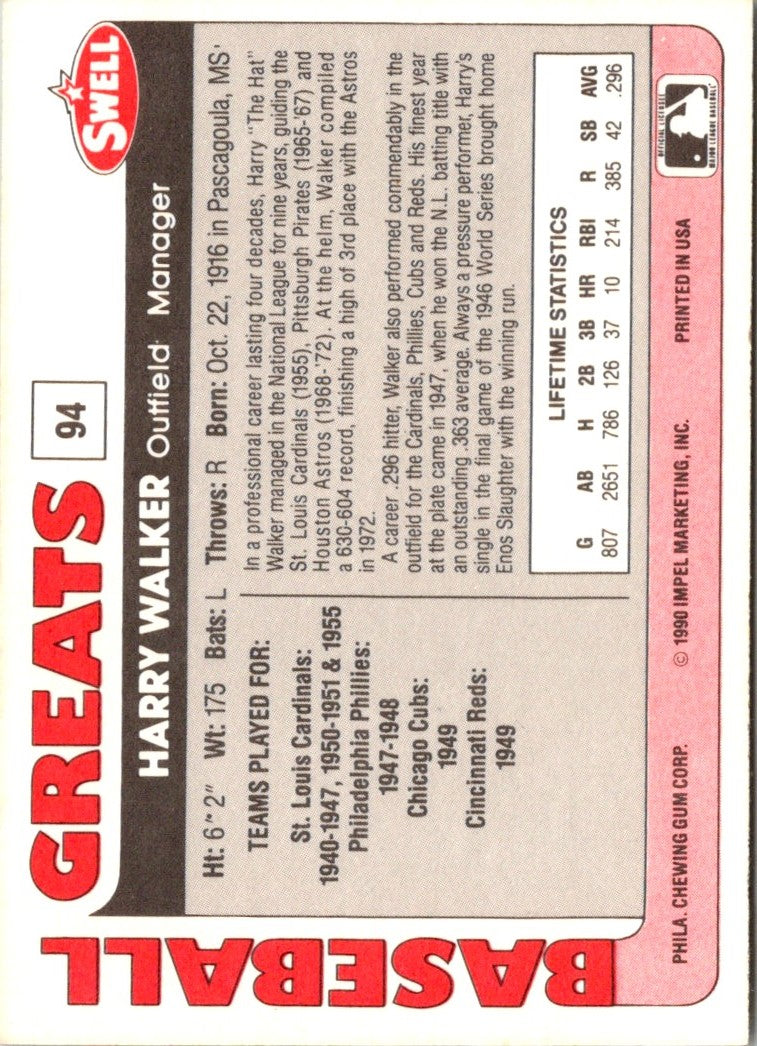 BASEBALL
GREATS
94
SWELL
HARRY WALKER Outfield Manager
Ht: 6'2" Wt: 175 Bats: L Throws: R Born: Oct. 22, 1916 in Pascagoula, MS
TEAMS PLAYED FOR:
St. Louis Cardinals:
1940-1947, 1950-1951 & 1955
Philadelphia Phillies:
1947-1948
Chicago Cubs:
1949
Cincinnati Reds:
1949
In a professional career lasting four decades, Harry "The Hat"
Walker managed in the National League for nine years, guiding the
St. Louis Cardinals (1955), Pittsburgh Pirates (1965-'67) and
Houston Astros (1968-'72). At the helm, Walker compiled
a 630-604 record, finishing a high of 3rd place with the Astros
in 1972.
A career .296 hitter, Walker also performed commendably in the
outfield for the Cardinals, Phillies, Cubs and Reds. His finest year
at the plate came in 1947, when he won the N.L. batting title with
an outstanding .363 average. Always a pressure performer, Harry's
single in the final game of the 1946 World Series brought home
Enos Slaughter with the winning run.
LIFETIME STATISTICS
G AB H 2B 3B HR RBI R SB AVG
807 2651 786 126 37 10 214 385 42 .296
PHILA. CHEWING GUM CORP. © 1990 IMPEL MARKETING, INC. PRINTED IN USA
OFFICIAL LICENSEE
MAJOR LEAGUE BASEBALL